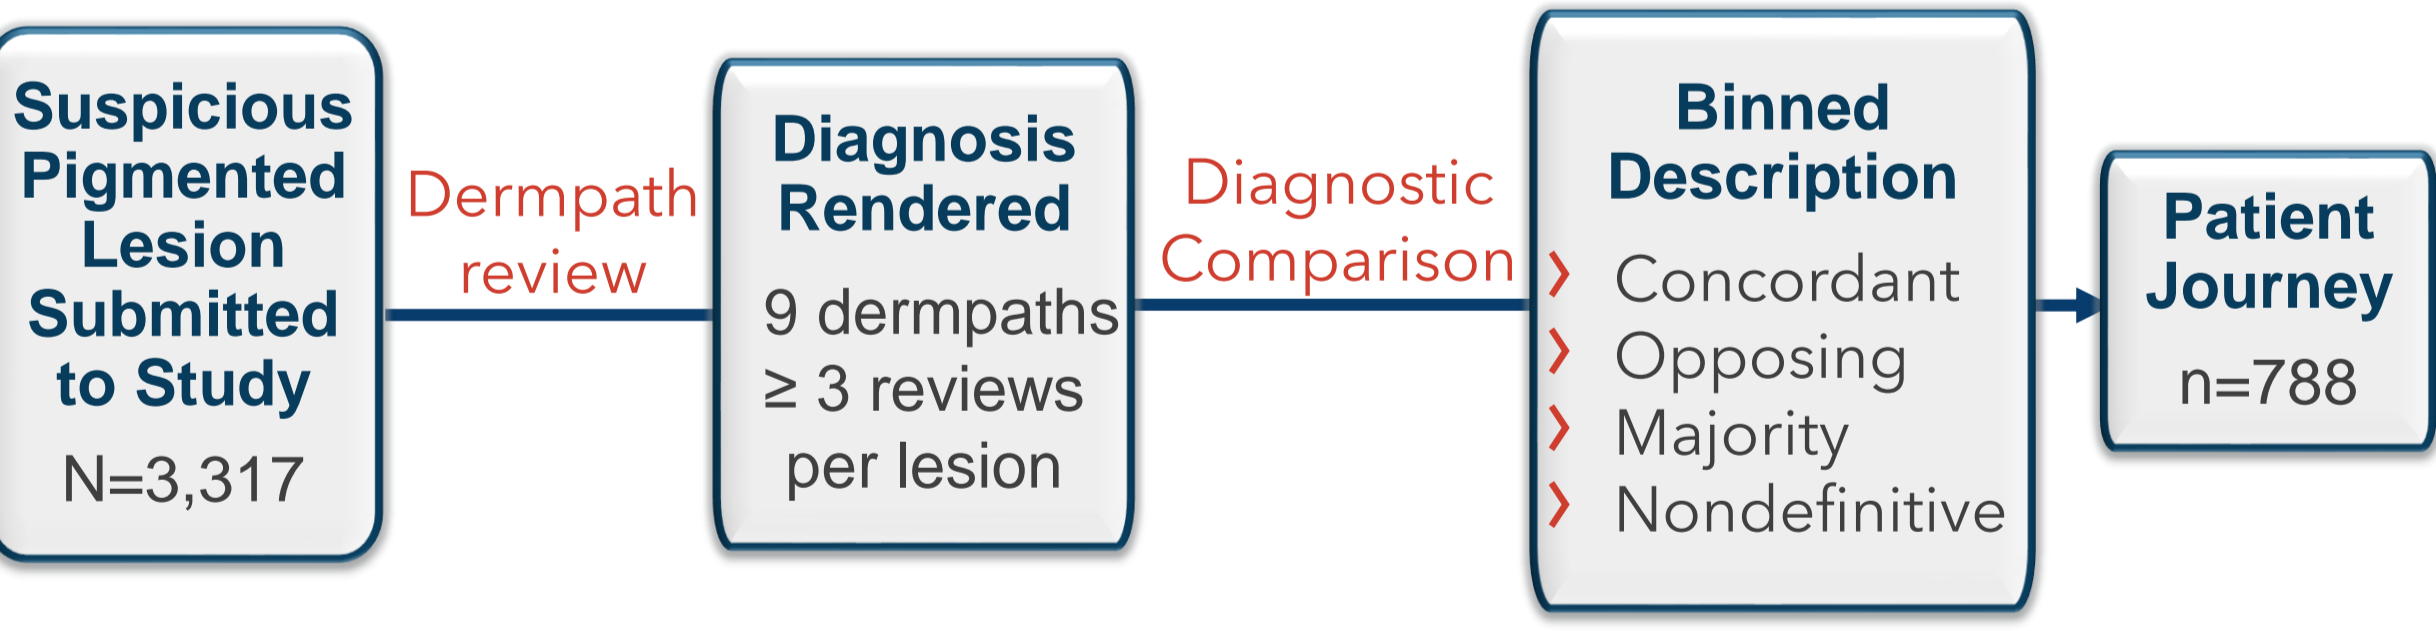 Suspicious
Pigmented
Lesion
Submitted
to Study
N=3,317
Dermpath
review
Diagnosis
Rendered
9 dermpaths
≥ 3 reviews
per lesion
Diagnostic
Comparison
Binned
Description
› Concordant
› Opposing
› Majority
› Nondefinitive
Patient
Journey
n=788